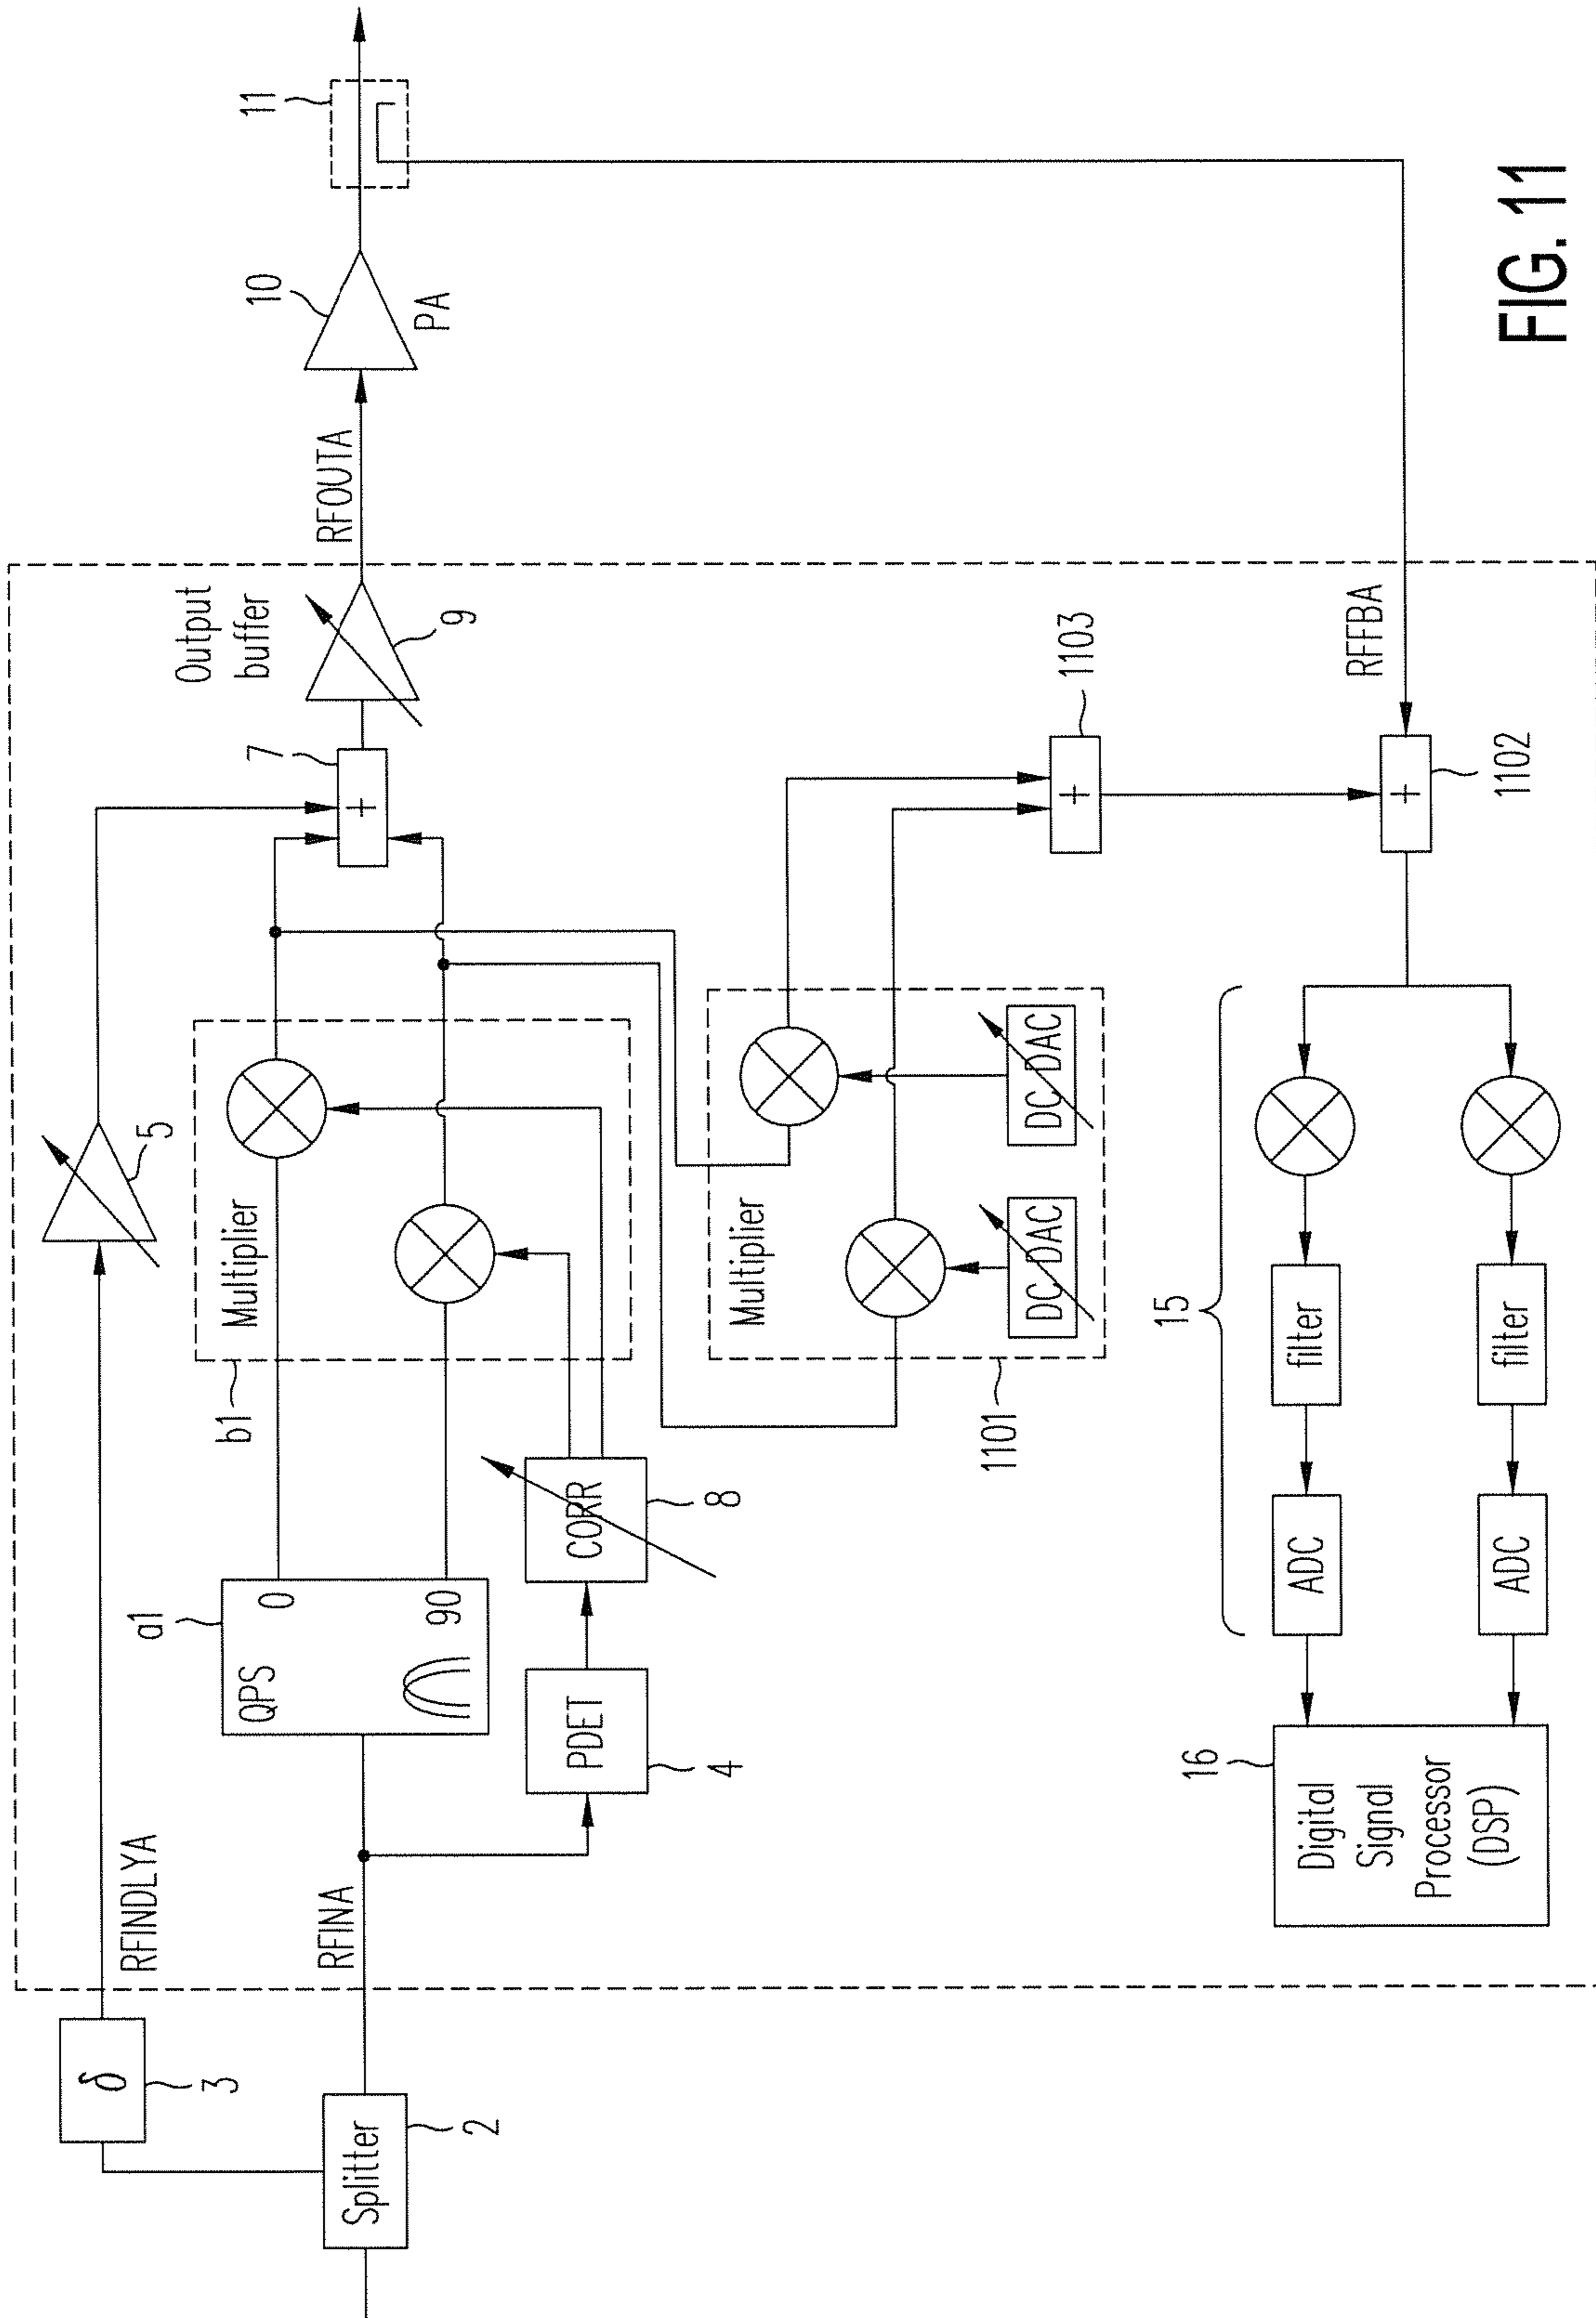 Splitter
2
δ
3
RFINDLYA
RFINA
QPS
0
90
a1
PDET
4
CORR
8
5
b1
Multiplier
7
+
Output
buffer
9
RFOUTA
10
PA
11
Multiplier
DC DAC
DC DAC
1101
+
1103
RFFBA
+
1102
15
filter
filter
ADC
ADC
16
Digital
Signal
Processor
(DSP)
FIG. 11